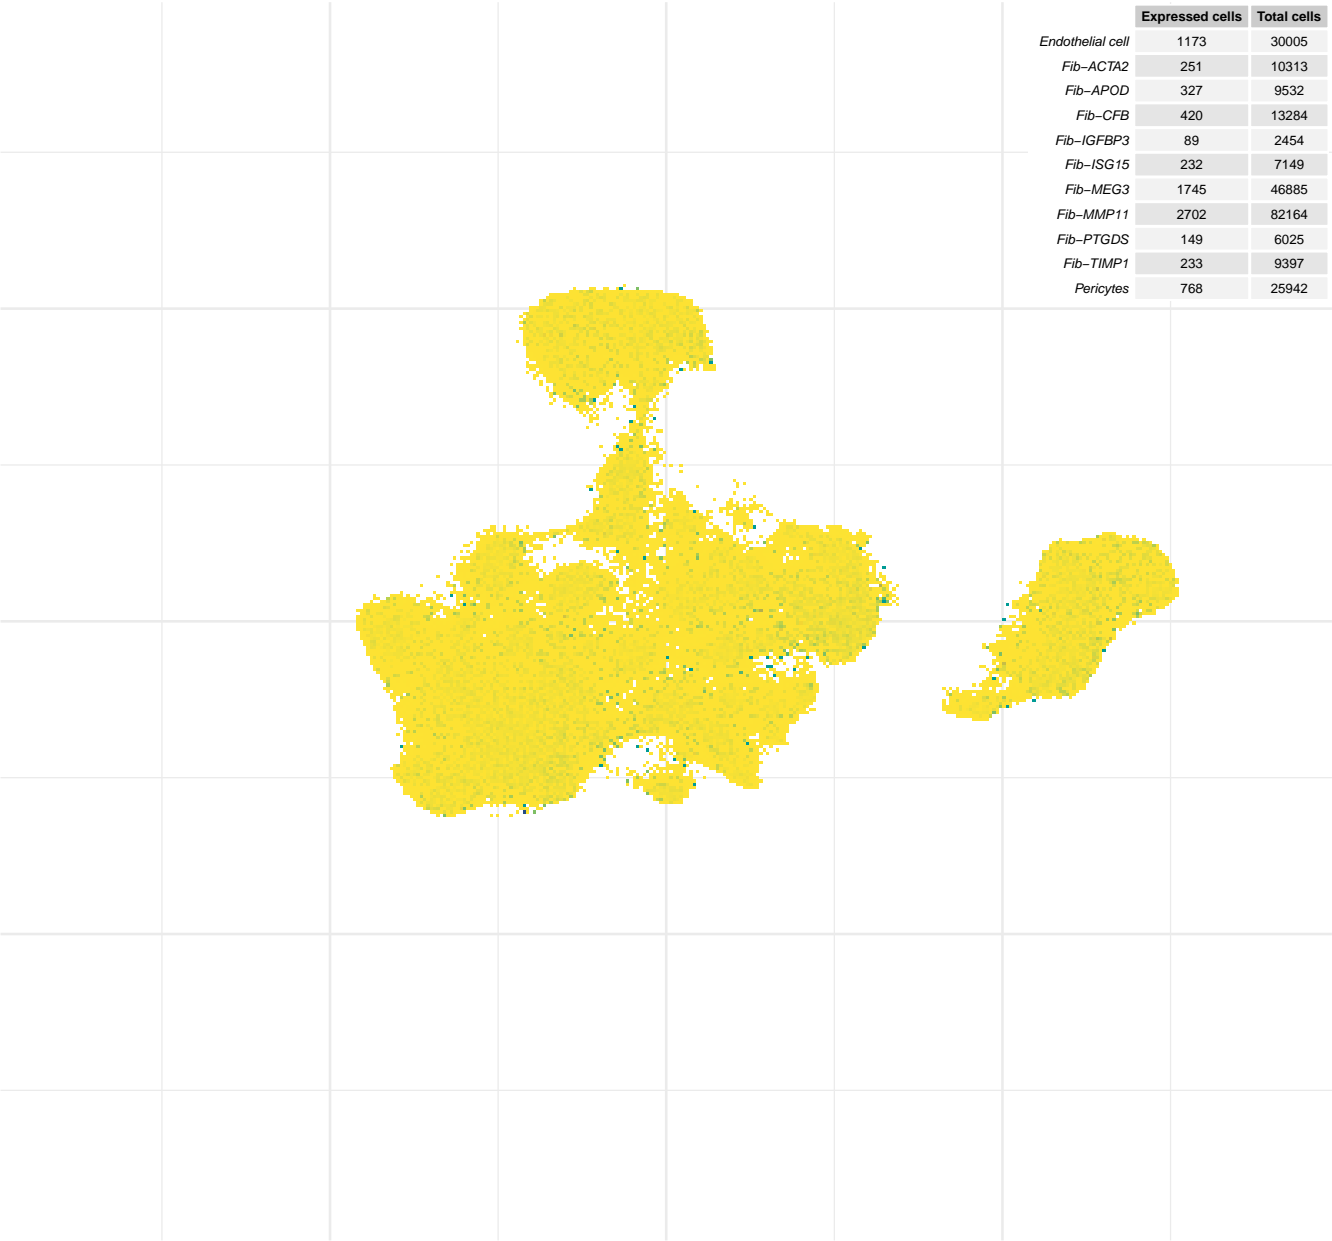 Expressed cells Total cells
Endothelial cell 1173 30005
Fib−ACTA2 251 10313
Fib−APOD 327 9532
Fib−CFB 420 13284
Fib−IGFBP3 89 2454
Fib−ISG15 232 7149
Fib−MEG3 1745 46885
Fib−MMP11 2702 82164
Fib−PTGDS 149 6025
Fib−TIMP1 233 9397
Pericytes 768 25942